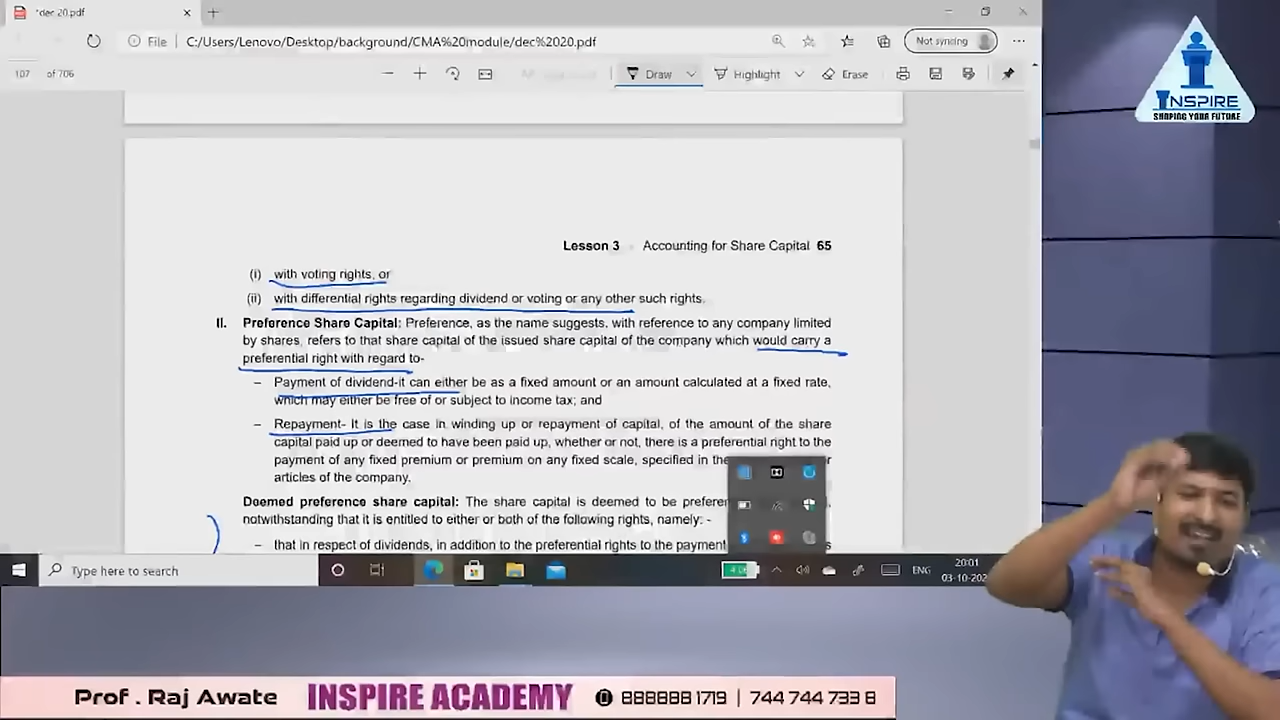 "dec 20.pdf
File
C:/Users/Lenovo/Desktop/background/CMA%20module/dec%2020.pdf
Not syncing
107 of 706
Draw
Highlight
Erase
INSPIRE
SHAPING YOUR FUTURE
Lesson 3 Accounting for Share Capital 65
(i) with voting rights, or
(ii) with differential rights regarding dividend or voting or any other such rights.
II. Preference Share Capital: Preference, as the name suggests, with reference to any company limited
by shares, refers to that share capital of the issued share capital of the company which would carry a
preferential right with regard to-
– Payment of dividend-it can either be as a fixed amount or an amount calculated at a fixed rate,
which may either be free of or subject to income tax; and
– Repayment- It is the case in winding up or repayment of capital, of the amount of the share
capital paid up or deemed to have been paid up, whether or not, there is a preferential right to the
payment of any fixed premium or premium on any fixed scale, specified in the
articles of the company.
Deemed preference share capital: The share capital is deemed to be
notwithstanding that it is entitled to either or both of the following rights, namely: -
– that in respect of dividends, in addition to the preferential rights to the payment
Type here to search
ENG
20:01
03-10-202
Prof. Raj Awate INSPIRE ACADEMY 888888 1719 | 744 744 733 8